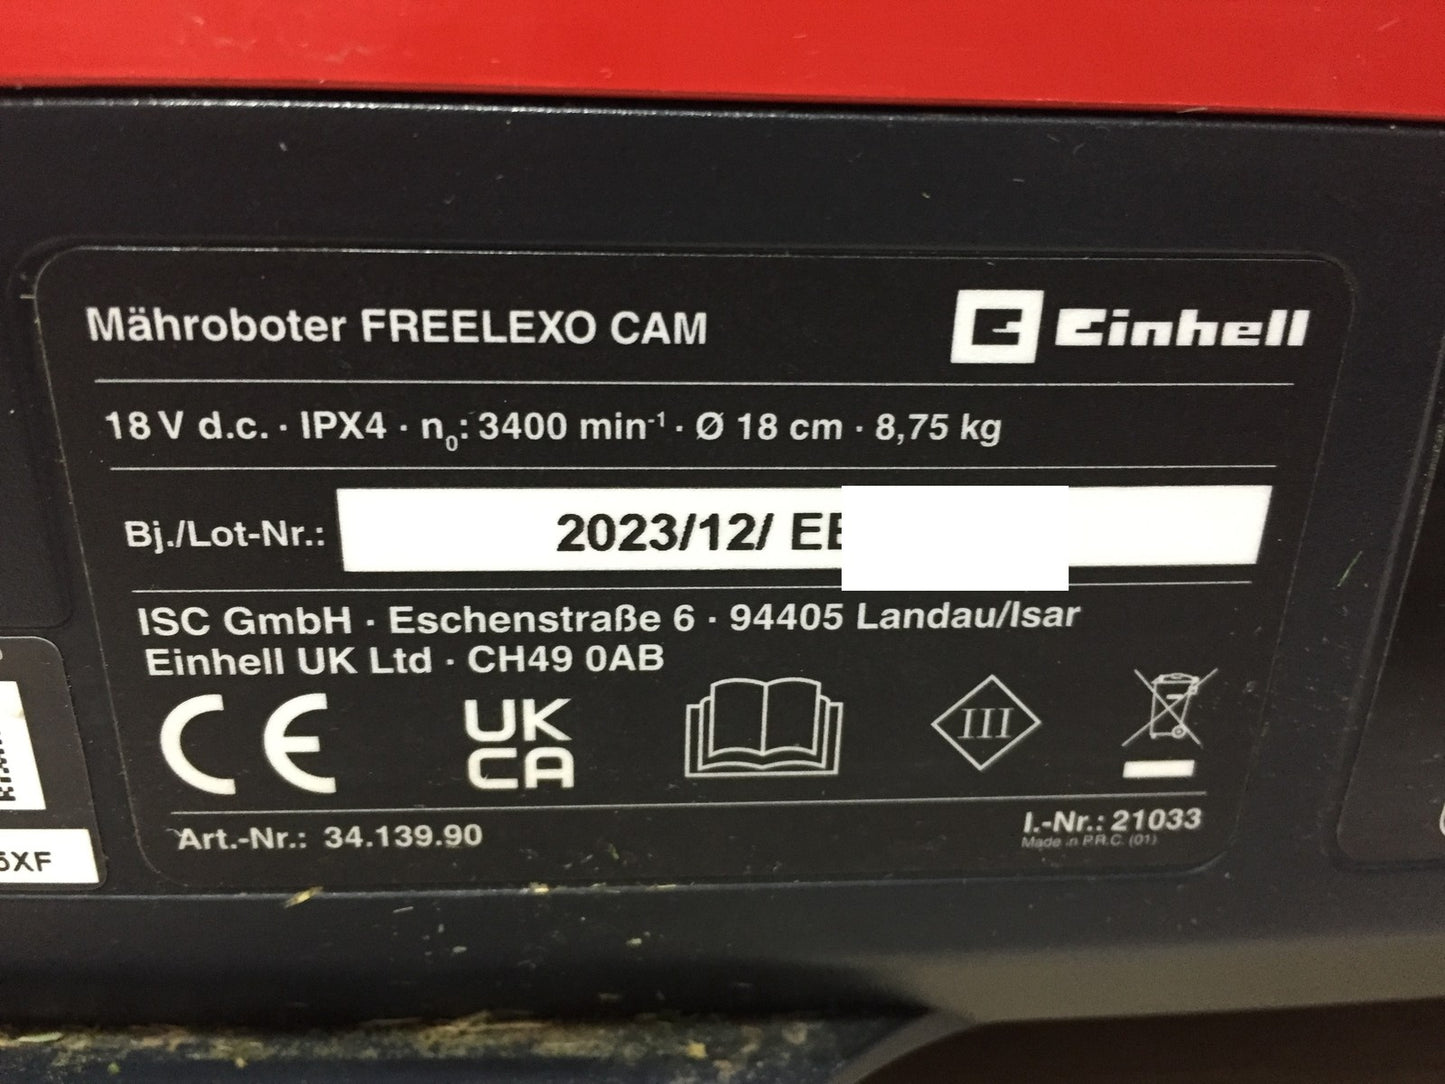 Mähroboter FREELEXO CAM
Einhell
18 V d.c. · IPX4 · n₀: 3400 min⁻¹ · Ø 18 cm · 8,75 kg
Bj./Lot-Nr.: 2023/12/ EE
ISC GmbH · Eschenstraße 6 · 94405 Landau/Isar
Einhell UK Ltd · CH49 0AB
CE
UK
CA
III
Art.-Nr.: 34.139.90
I.-Nr.: 21033
Made in P.R.C. (01)
5XF